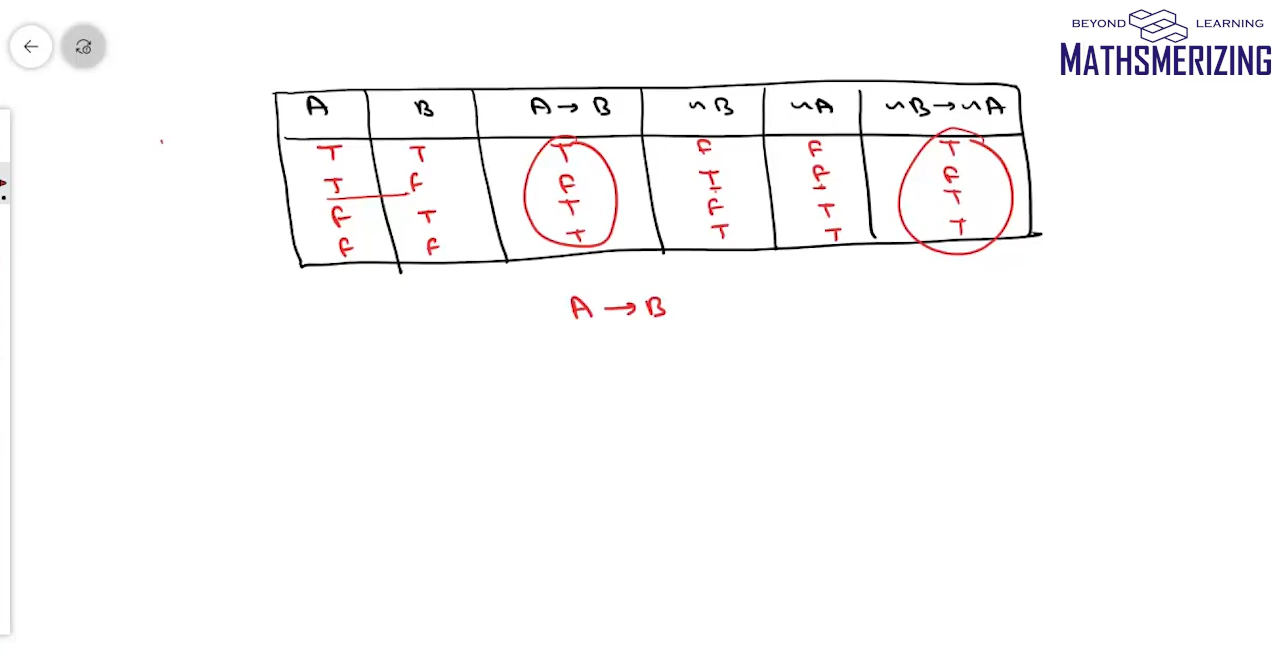 BEYOND LEARNING
MATHSMERIZING
A B A → B ~B ~A ~B → ~A
T T T F F T
T F F T F F
F T T F T T
F F T T T T
A → B